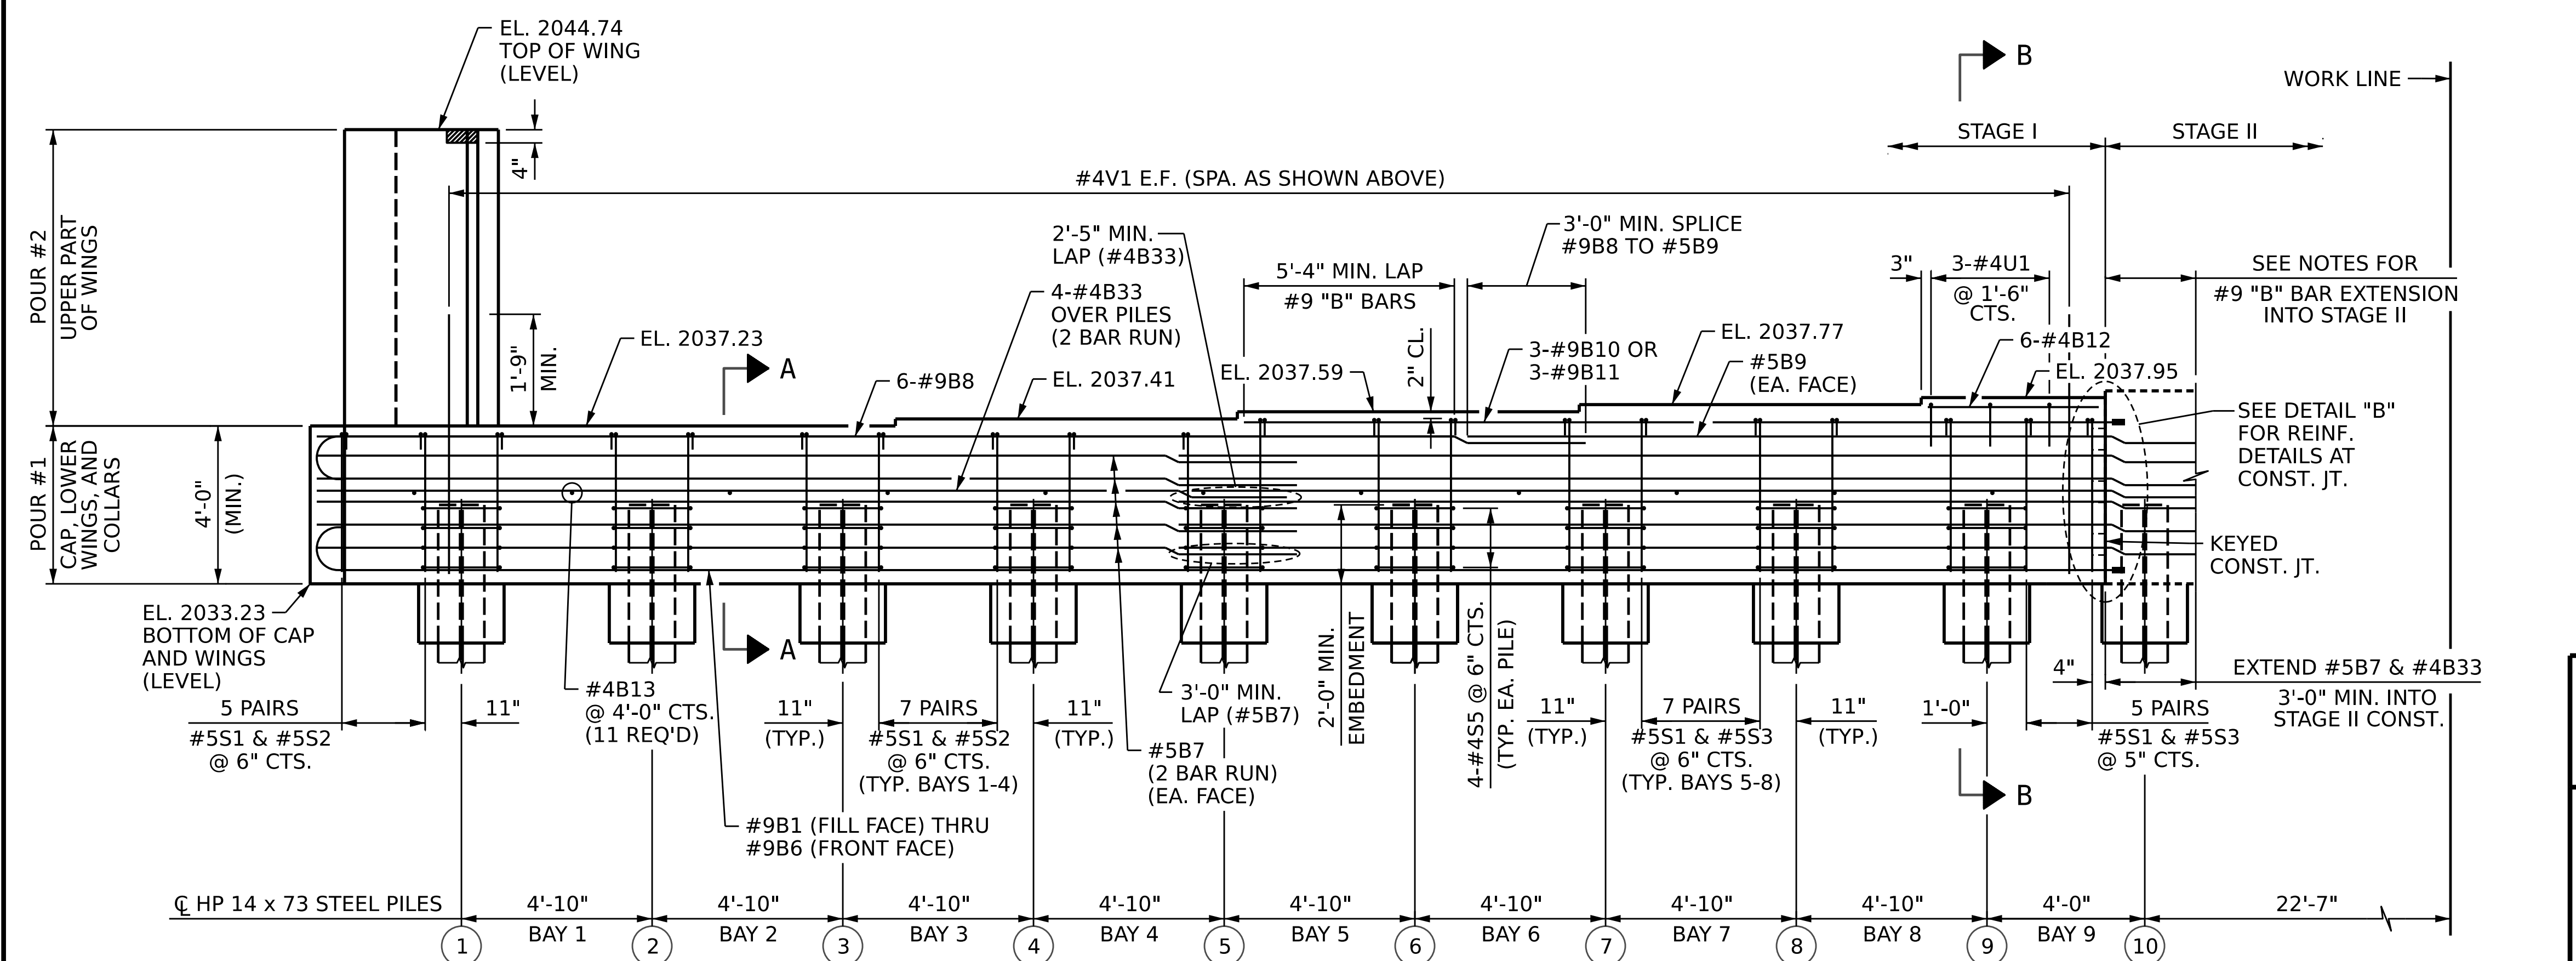 EL. 2044.74
TOP OF WING
(LEVEL)
B
WORK LINE
STAGE I
STAGE II
4"
#4V1 E.F. (SPA. AS SHOWN ABOVE)
POUR #2
UPPER PART
OF WINGS
2'-5" MIN.
LAP (#4B33)
3'-0" MIN. SPLICE
#9B8 TO #5B9
5'-4" MIN. LAP
#9 "B" BARS
3"
3-#4U1
@ 1'-6"
CTS.
SEE NOTES FOR
#9 "B" BAR EXTENSION
INTO STAGE II
4-#4B33
OVER PILES
(2 BAR RUN)
1'-9"
MIN.
EL. 2037.23
A
6-#9B8
EL. 2037.41
EL. 2037.59
2" CL.
3-#9B10 OR
3-#9B11
EL. 2037.77
#5B9
(EA. FACE)
6-#4B12
EL. 2037.95
SEE DETAIL "B"
FOR REINF.
DETAILS AT
CONST. JT.
POUR #1
CAP, LOWER
WINGS, AND
COLLARS
4'-0"
(MIN.)
KEYED
CONST. JT.
EL. 2033.23
BOTTOM OF CAP
AND WINGS
(LEVEL)
A
2'-0" MIN.
EMBEDMENT
4-#4S5 @ 6" CTS.
(TYP. EA. PILE)
4"
EXTEND #5B7 & #4B33
3'-0" MIN. INTO
STAGE II CONST.
5 PAIRS
#5S1 & #5S2
@ 6" CTS.
11"
#4B13
@ 4'-0" CTS.
(11 REQ'D)
11"
(TYP.)
7 PAIRS
#5S1 & #5S2
@ 6" CTS.
(TYP. BAYS 1-4)
11"
(TYP.)
3'-0" MIN.
LAP (#5B7)
#5B7
(2 BAR RUN)
(EA. FACE)
11"
(TYP.)
7 PAIRS
#5S1 & #5S3
@ 6" CTS.
(TYP. BAYS 5-8)
11"
(TYP.)
1'-0"
5 PAIRS
#5S1 & #5S3
@ 5" CTS.
B
#9B1 (FILL FACE) THRU
#9B6 (FRONT FACE)
℄ HP 14 x 73 STEEL PILES
4'-10"
4'-10"
4'-10"
4'-10"
4'-10"
4'-10"
4'-10"
4'-10"
4'-0"
22'-7"
BAY 1
BAY 2
BAY 3
BAY 4
BAY 5
BAY 6
BAY 7
BAY 8
BAY 9
1
2
3
4
5
6
7
8
9
10